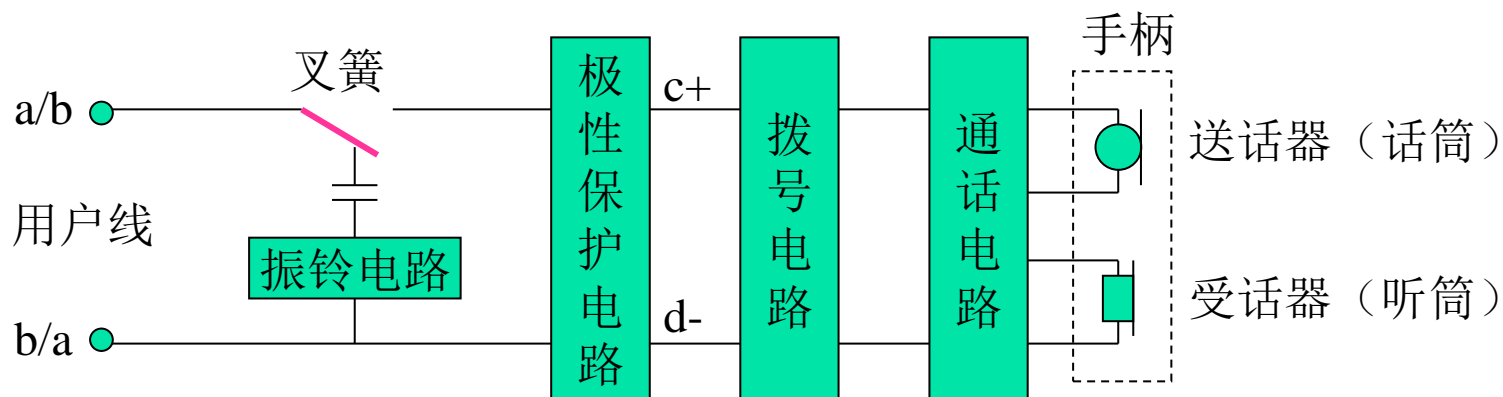 手柄
叉簧
a/b
极性保护电路
c+
拨号电路
通话电路
送话器（话筒）
用户线
振铃电路
b/a
d-
受话器（听筒）